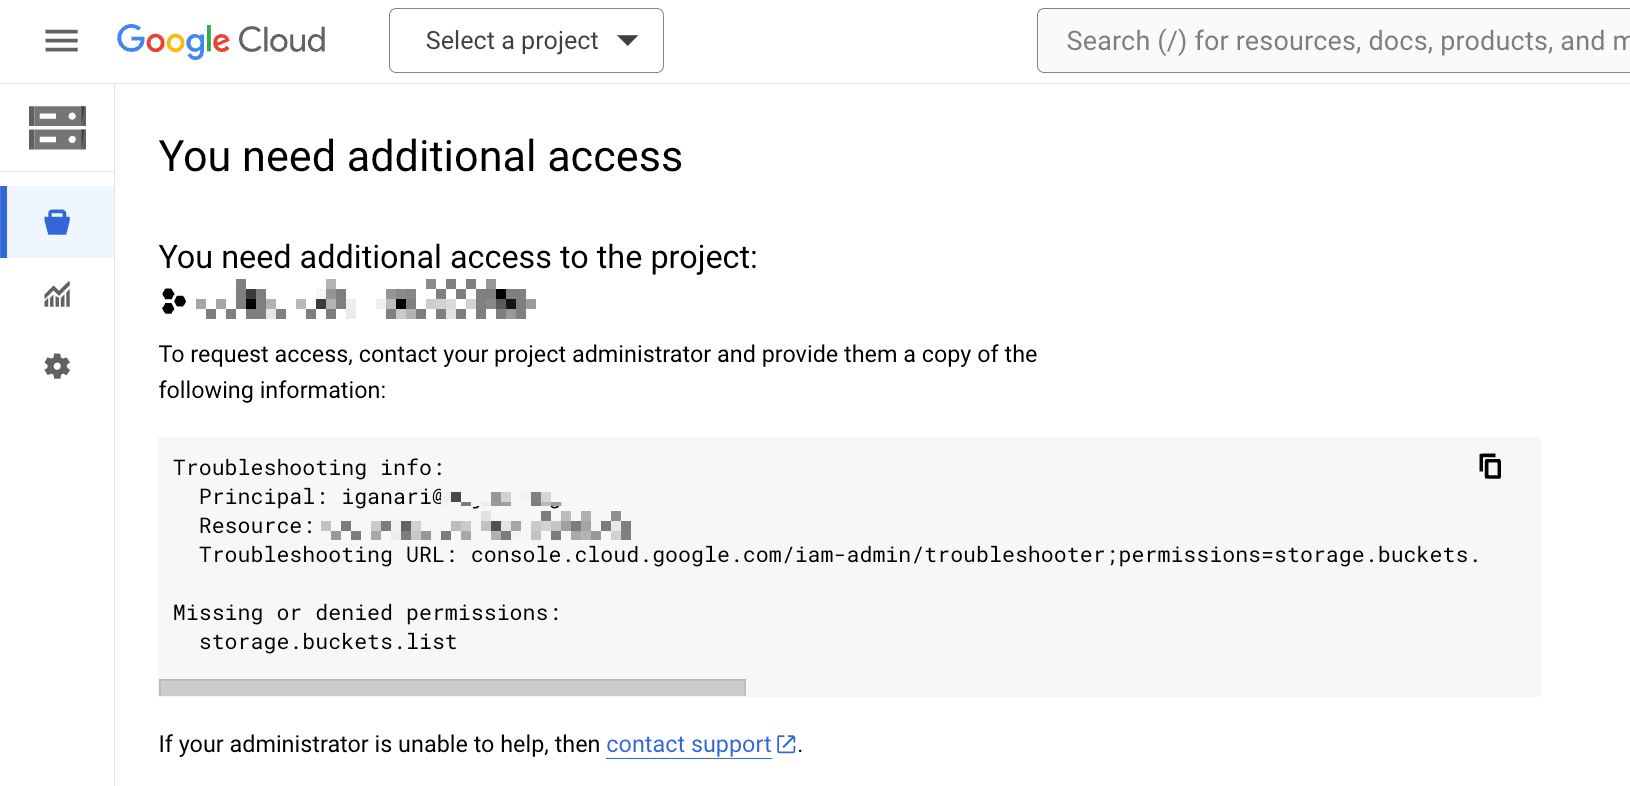 Google Cloud
Select a project
Search (/) for resources, docs, products, and
You need additional access
You need additional access to the project:
To request access, contact your project administrator and provide them a copy of the
following information:
Troubleshooting info:
Principal: iganari@
Resource:
Troubleshooting URL: console.cloud.google.com/iam-admin/troubleshooter;permissions=storage.buckets.
Missing or denied permissions:
storage.buckets.list
If your administrator is unable to help, then contact support.